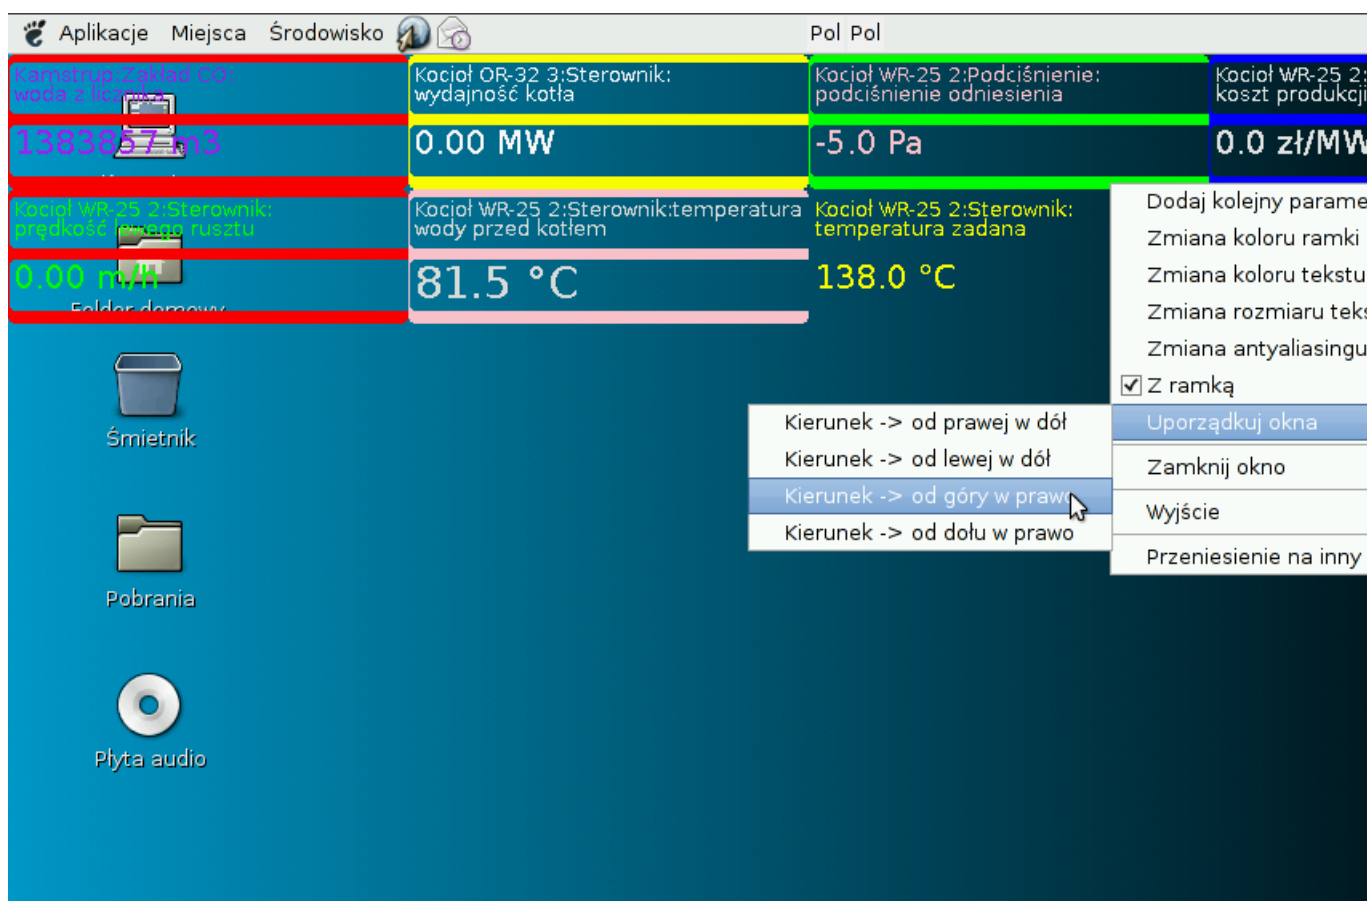 Aplikacje Miejsca Środowisko
Pol Pol
Kamstrup:Zakład CG:
woda z licznika
1383857 m3
Kocioł OR-32 3:Sterownik:
wydajność kotła
0.00 MW
Kocioł WR-25 2:Podciśnienie:
podciśnienie odniesienia
-5.0 Pa
Kocioł WR-25 2:
koszt produkcji
0.0 zł/MW
Kocioł WR-25 2:Sterownik:
prędkość lewego rusztu
0.00 m/h
Kocioł WR-25 2:Sterownik:temperatura
wody przed kotłem
81.5 °C
Kocioł WR-25 2:Sterownik:
temperatura zadana
138.0 °C
Folder domowy
Śmietnik
Pobrania
Płyta audio
Dodaj kolejny parame
Zmiana koloru ramki
Zmiana koloru tekstu
Zmiana rozmiaru teks
Zmiana antyaliasingu
Z ramką
Uporządkuj okna
Zamknij okno
Wyjście
Przeniesienie na inny
Kierunek -> od prawej w dół
Kierunek -> od lewej w dół
Kierunek -> od góry w prawo
Kierunek -> od dołu w prawo